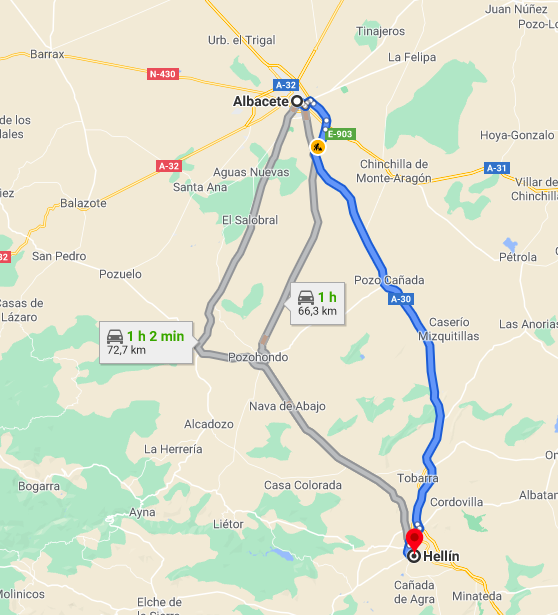 Juan Núñez
Pozo-Lo
Tinajeros
Urb. el Trigal
Barrax
La Felipa
N-430
A-32
Albacete
de los
dales
E-903
Hoya-Gonzalo
A-32
Aguas Nuevas
Chinchilla de
Monte-Aragón
A-31
Santa Ana
Villar de
Chinchilla
Balazote
El Salobral
San Pedro
32
Pétrola
Pozuelo
Pozo Cañada
1 h
66,3 km
A-30
Casas de
Lázaro
Caserío
Mizquitillas
Las Anorias
1 h 2 min
72,7 km
Pozohondo
Nava de Abajo
Alcadozo
La Herrería
Casa Colorada
Tobarra
Bogarra
Cordovilla
Albatan
Ayna
Liétor
Hellín
Cañada
de Agra
Minateda
Molinicos
Elche de
la Sierra